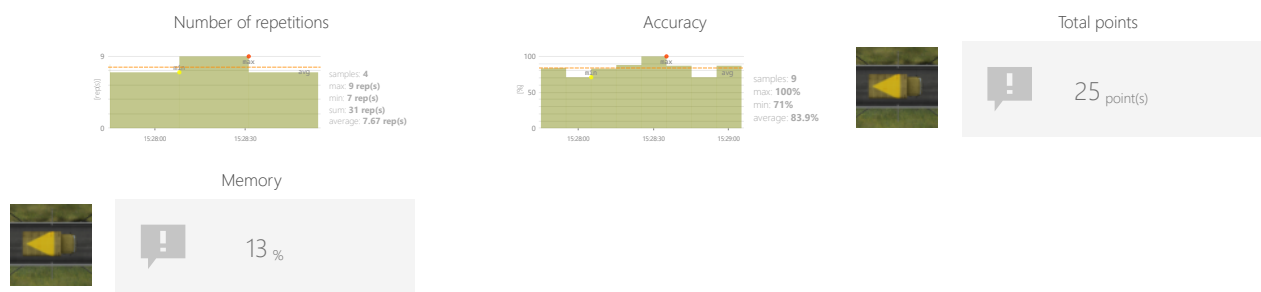 Number of repetitions
9
min
max
avg
[rep(s)]
0
15:28:00
15:28:30
samples: 4
max: 9 rep(s)
min: 7 rep(s)
sum: 31 rep(s)
average: 7.67 rep(s)
Accuracy
100
50
0
[%]
min
max
avg
15:28:00
15:28:30
15:29:00
samples: 9
max: 100%
min: 71%
average: 83.9%
Total points
25 point(s)
Memory
13 %